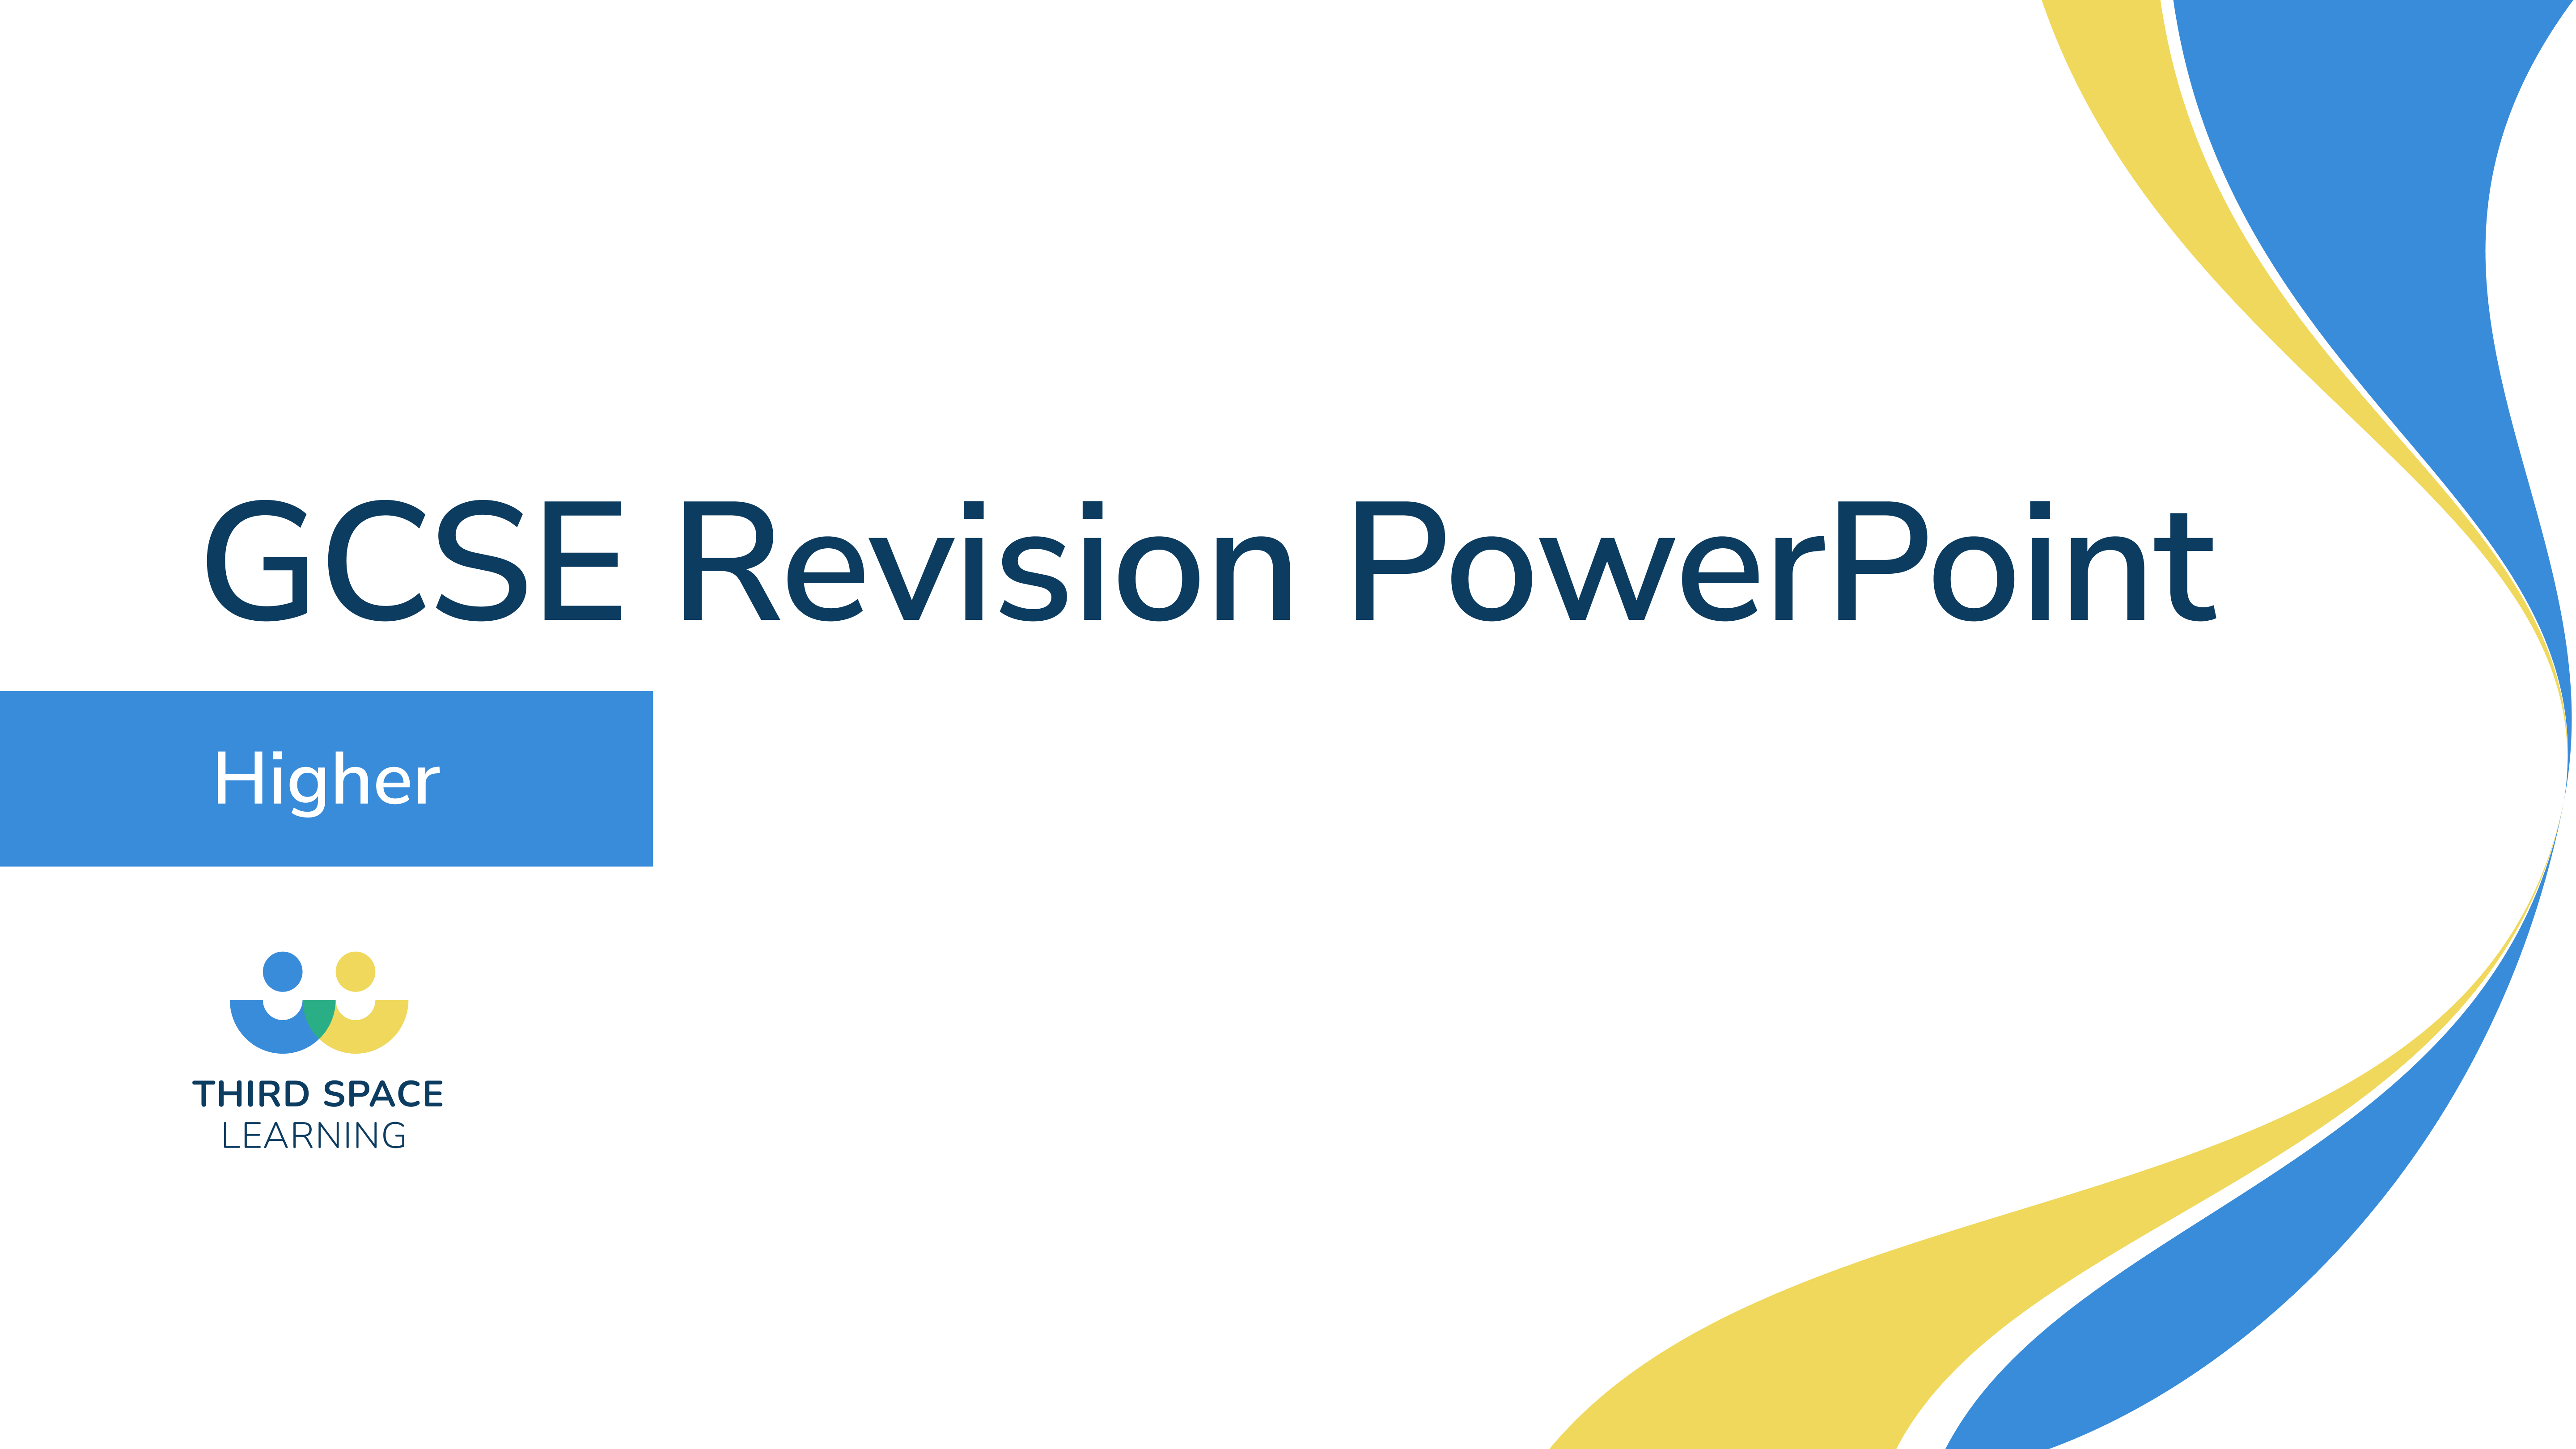 GCSE Revision PowerPoint
Higher
THIRD SPACE
LEARNING